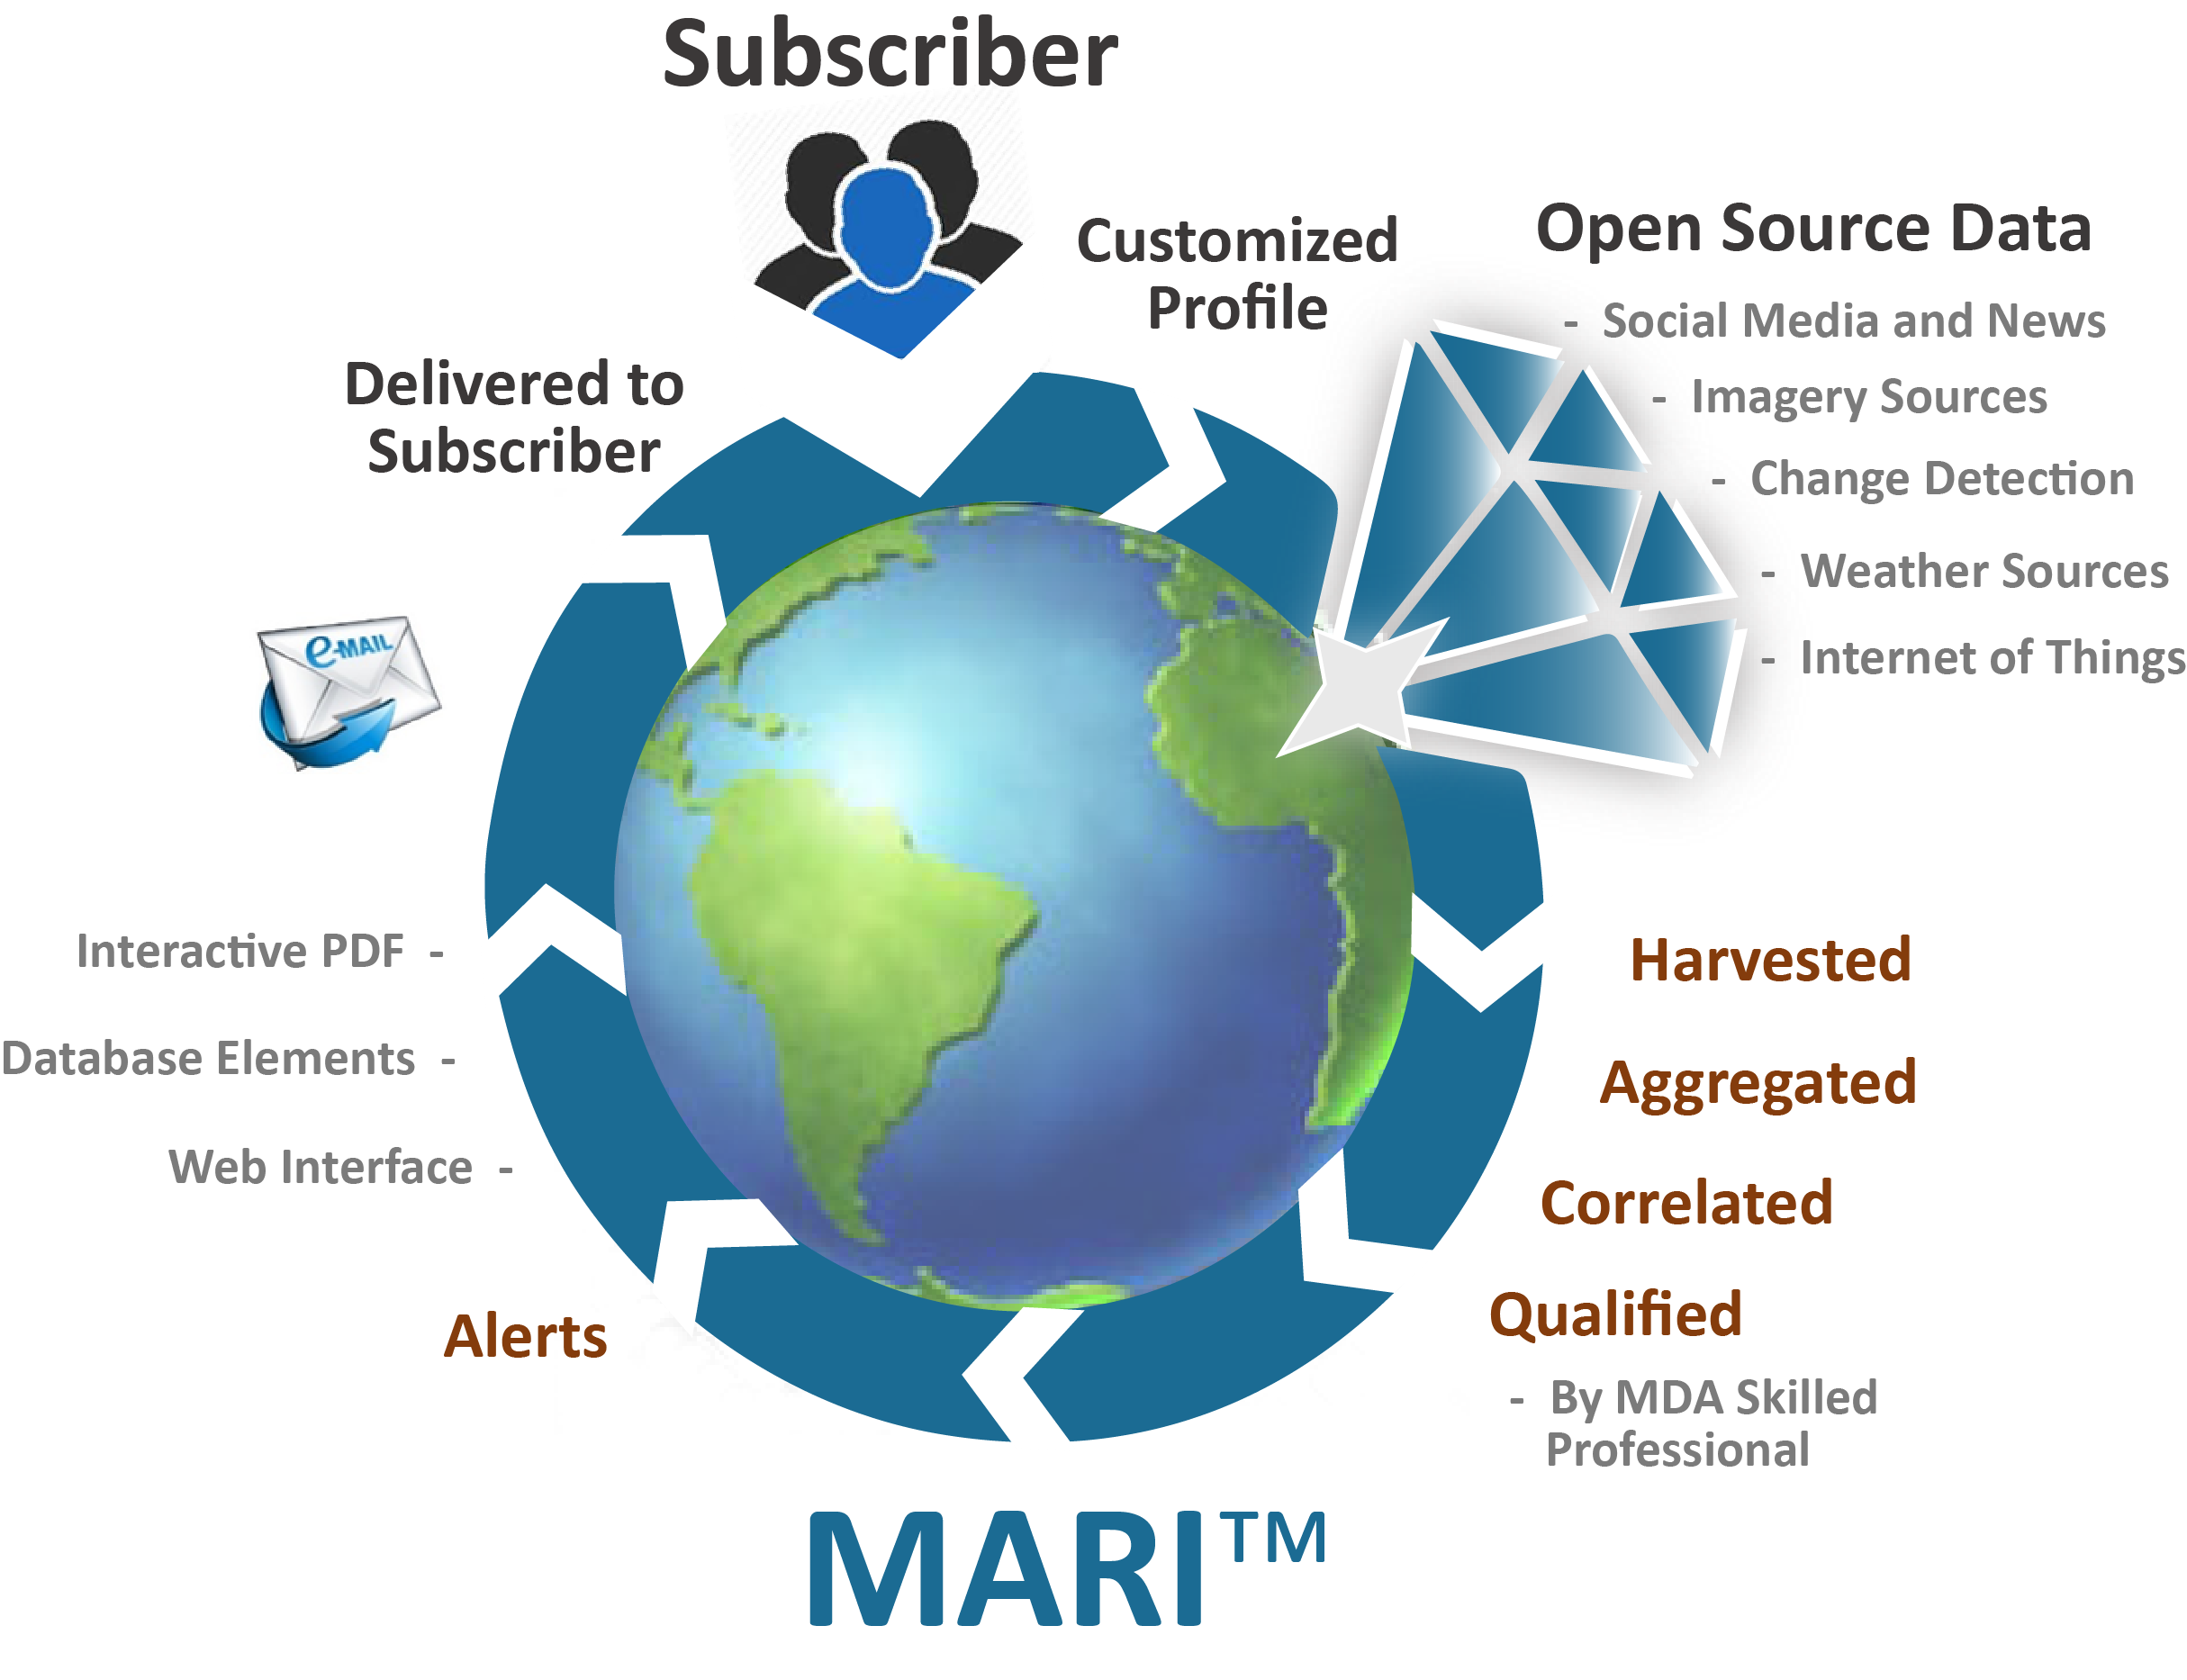 Subscriber
Customized
Profile
Open Source Data
- Social Media and News
- Imagery Sources
- Change Detection
- Weather Sources
- Internet of Things
Harvested
Aggregated
Correlated
Qualified
- By MDA Skilled
Professional
MARI™
Alerts
Web Interface -
Database Elements -
Interactive PDF -
e-MAIL
Delivered to
Subscriber